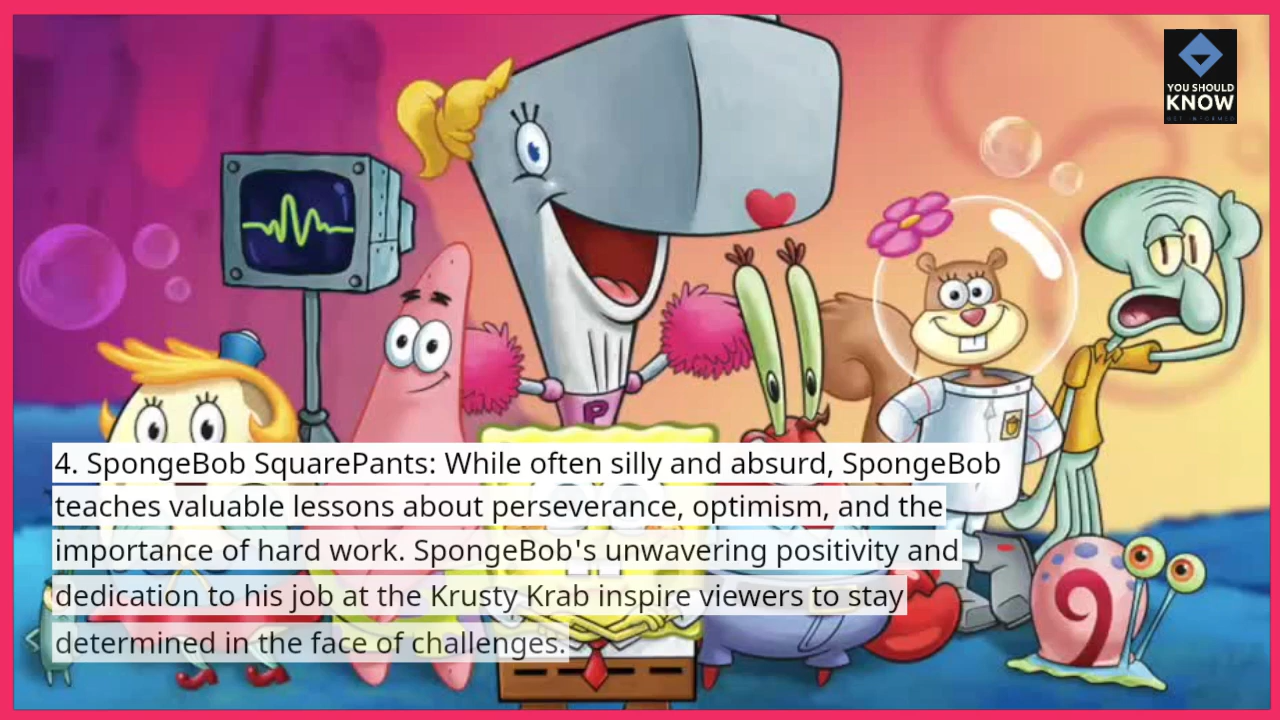 YOU SHOULD
KNOW
GET INFORMED
P
4. SpongeBob SquarePants: While often silly and absurd, SpongeBob
teaches valuable lessons about perseverance, optimism, and the
importance of hard work. SpongeBob's unwavering positivity and
dedication to his job at the Krusty Krab inspire viewers to stay
determined in the face of challenges.